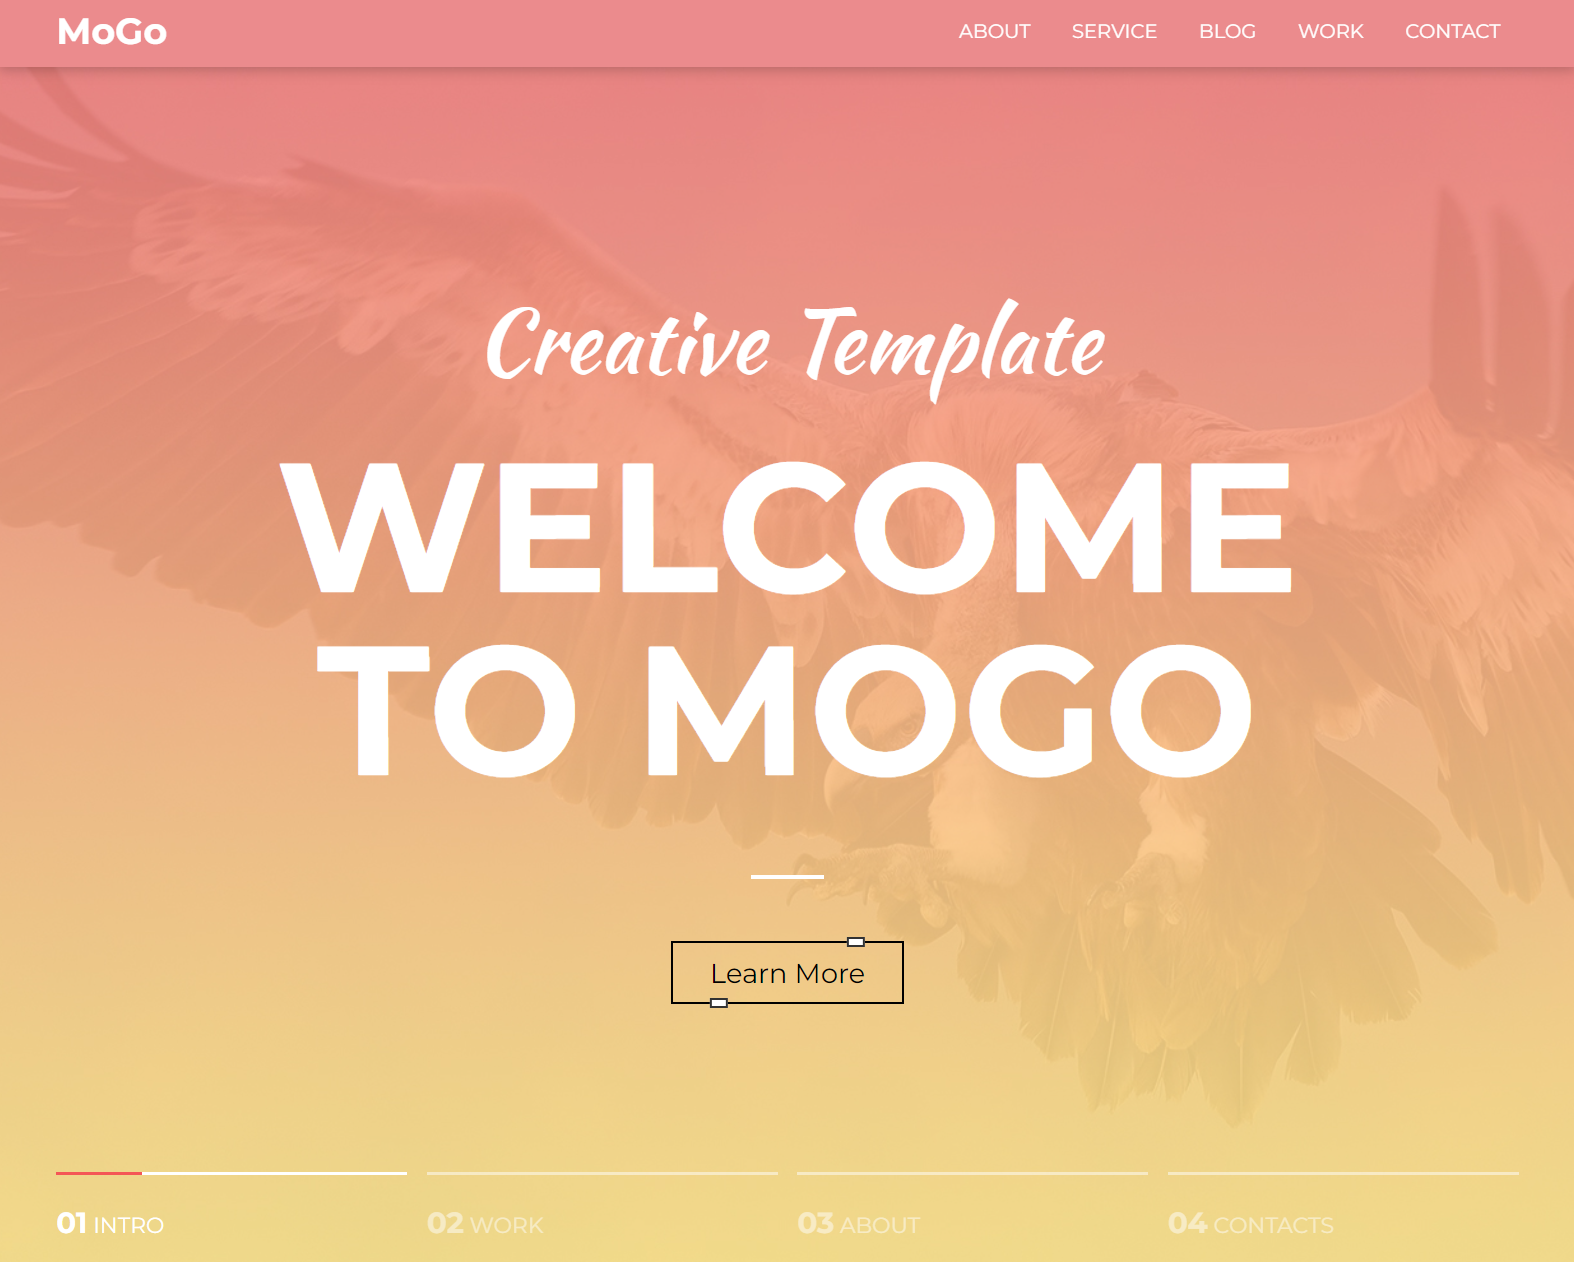 MoGo
ABOUT SERVICE BLOG WORK CONTACT
Creative Template
WELCOME
TO MOGO
Learn More
01 INTRO
02 WORK
03 ABOUT
04 CONTACTS